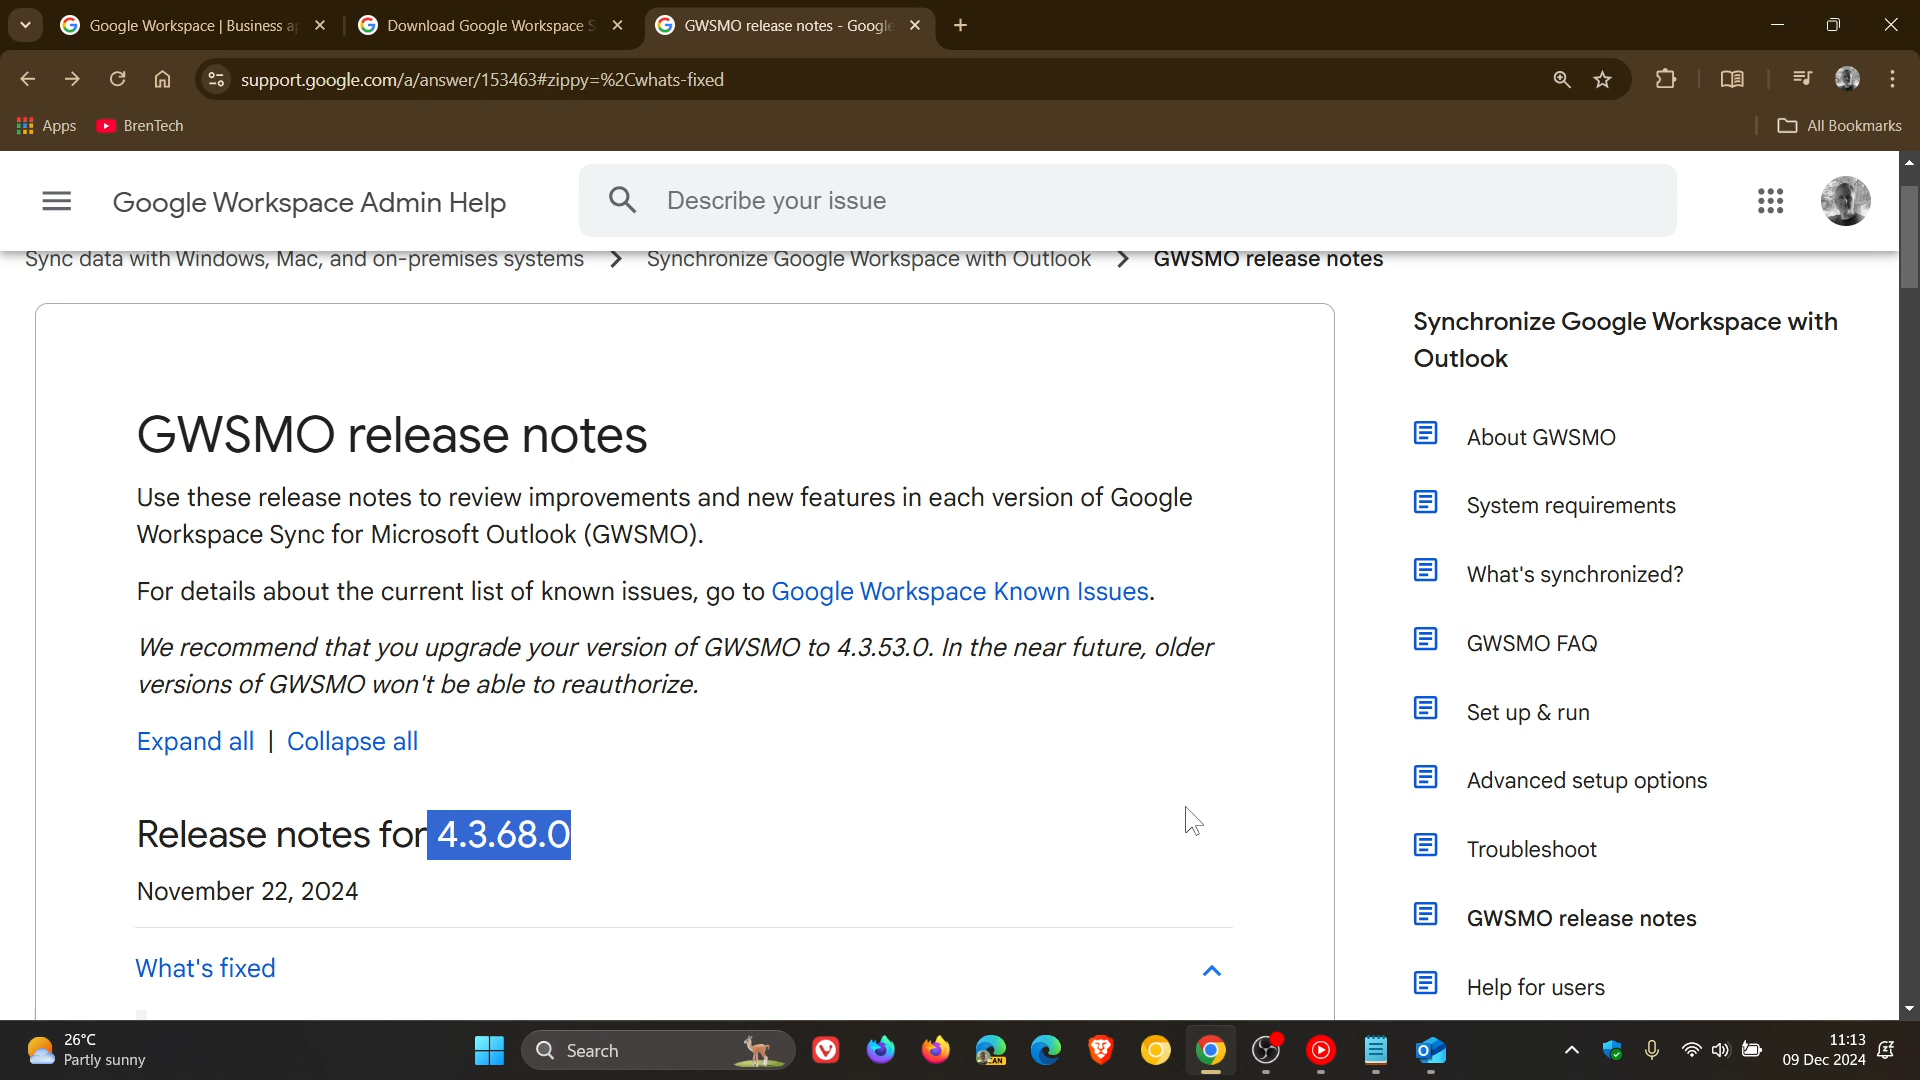 Google Workspace | Business a
Download Google Workspace S
GWSMO release notes - Google
support.google.com/a/answer/153463#zippy=%2Cwhats-fixed
Apps
BrenTech
All Bookmarks
Google Workspace Admin Help
Describe your issue
Sync data with Windows, Mac, and on-premises systems > Synchronize Google Workspace with Outlook > GWSMO release notes
GWSMO release notes
Use these release notes to review improvements and new features in each version of Google
Workspace Sync for Microsoft Outlook (GWSMO).
For details about the current list of known issues, go to Google Workspace Known Issues.
We recommend that you upgrade your version of GWSMO to 4.3.53.0. In the near future, older
versions of GWSMO won't be able to reauthorize.
Expand all | Collapse all
Release notes for 4.3.68.0
November 22, 2024
What's fixed
Synchronize Google Workspace with
Outlook
About GWSMO
System requirements
What's synchronized?
GWSMO FAQ
Set up & run
Advanced setup options
Troubleshoot
GWSMO release notes
Help for users
26°C
Partly sunny
Search
CAN
11:13
09 Dec 2024